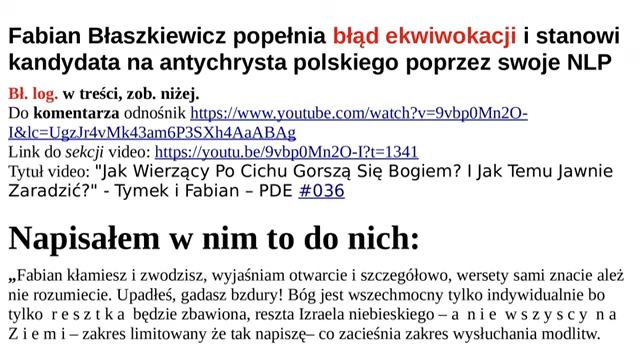 Fabian Błaszkiewicz popełnia błąd ekwiwokacji i stanowi
kandydata na antychrysta polskiego poprzez swoje NLP
Bł. log. w treści, zob. niżej.
Do komentarza odnośnik https://www.youtube.com/watch?v=9vbp0Mn2O-
I&lc=UgzJr4vMk43am6P3SXh4AaABAg
Link do sekcji video: https://youtu.be/9vbp0Mn2O-I?t=1341
Tytuł video: "Jak Wierzący Po Cichu Gorszą Się Bogiem? I Jak Temu Jawnie
Zaradzić?" - Tymek i Fabian – PDE #036
Napisałem w nim to do nich:
„Fabian kłamiesz i zwodzisz, wyjaśniam otwarcie i szczegółowo, wersety sami znacie ależ
nie rozumiecie. Upadłeś, gadasz bzdury! Bóg jest wszechmocny tylko indywidualnie bo
tylko r e s z t k a będzie zbawiona, reszta Izraela niebieskiego – a n i e w s z y s c y n a
Z i e m i – zakres limitowany że tak napiszę– co zacieśnia zakres wysłuchania modlitw.